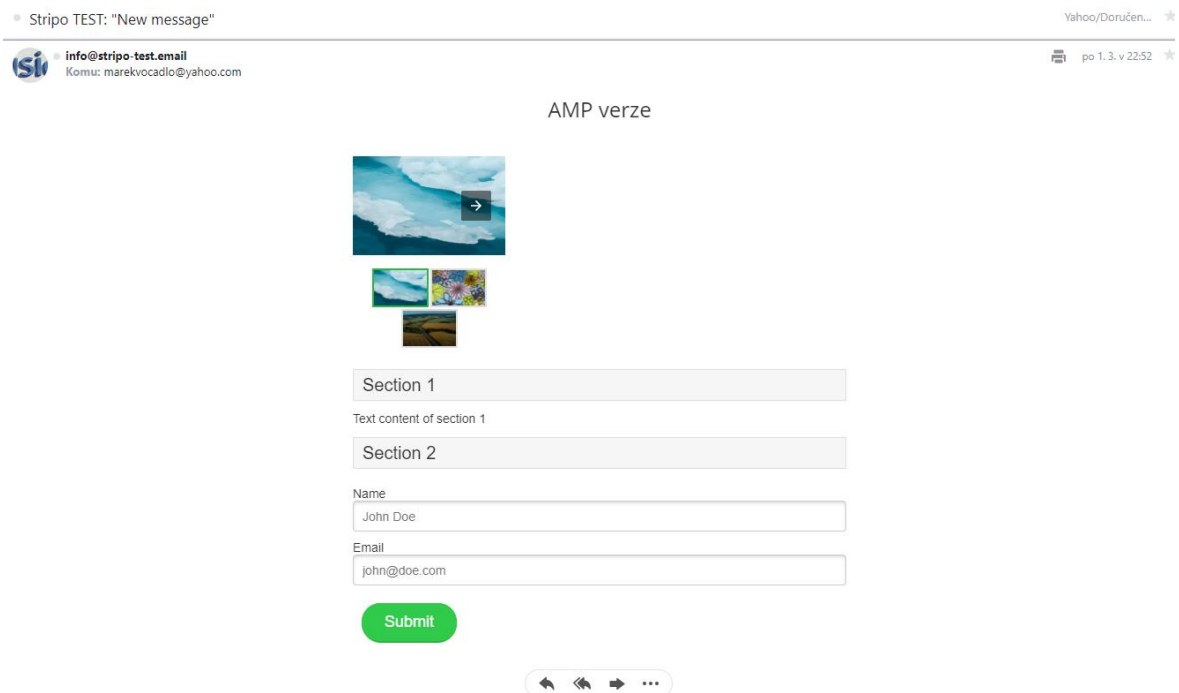 Stripo TEST: "New message"
Yahoo/Doručen...
info@stripo-test.email
po 1. 3. v 22:52
Komu: marekvocadlo@yahoo.com
AMP verze
Section 1
Text content of section 1
Section 2
Name
John Doe
Email
john@doe.com
Submit